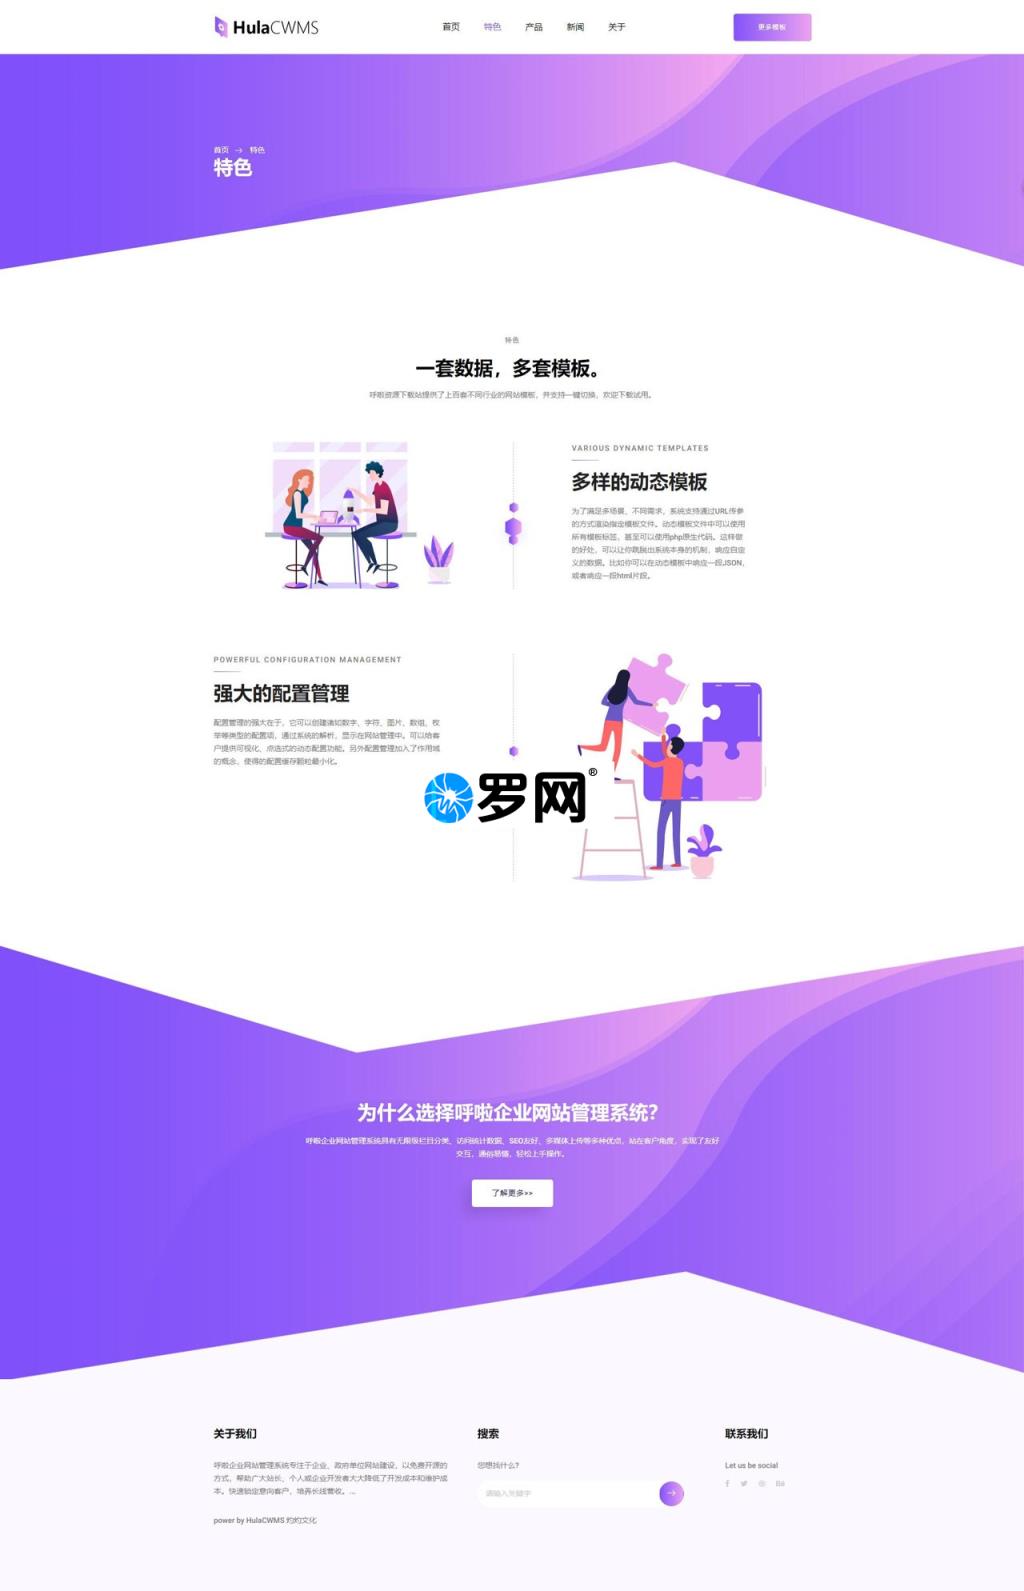 HulaCWMS
首页 特色 产品 新闻 关于
更多模板
首页 → 特色
特色
特色
一套数据，多套模板。
呼啦资源下载站提供了上百套不同行业的网站模板，并支持一键切换，欢迎下载试用。
VARIOUS DYNAMIC TEMPLATES
多样的动态模板
为了满足多场景，不同需求，系统支持通过URL传参
的方式渲染指定模板文件。动态模板文件中可以使用
所有模板标签，甚至可以使用php原生代码。这样做
的好处，可以让你跳脱出系统本身的机制，响应自定
义的数据。比如你可以在动态模板中响应一段JSON，
或者响应一段html片段。
POWERFUL CONFIGURATION MANAGEMENT
强大的配置管理
配置管理的强大在于，它可以创建诸如数字、字符、图片、数组、枚
举等类型的配置项，通过系统的解析，显示在网站管理中。可以给客
户提供可视化、点选式的动态配置功能。另外配置管理加入了作用域
的概念，使得的配置缓存颗粒最小化。
罗网®
为什么选择呼啦企业网站管理系统？
呼啦企业网站管理系统具有无限级栏目分类、访问统计数据、SEO友好、多媒体上传等多种优点，站在客户角度，实现了友好
交互，通俗易懂，轻松上手操作。
了解更多>>
关于我们
呼啦企业网站管理系统专注于企业、政府单位网站建设，以免费开源的
方式，帮助广大站长、个人或企业开发者大大降低了开发成本和维护成
本。快速锁定意向客户，培养长线营收。...
power by HulaCWMS 灼灼文化
搜索
您想找什么?
请输入关键字
联系我们
Let us be social